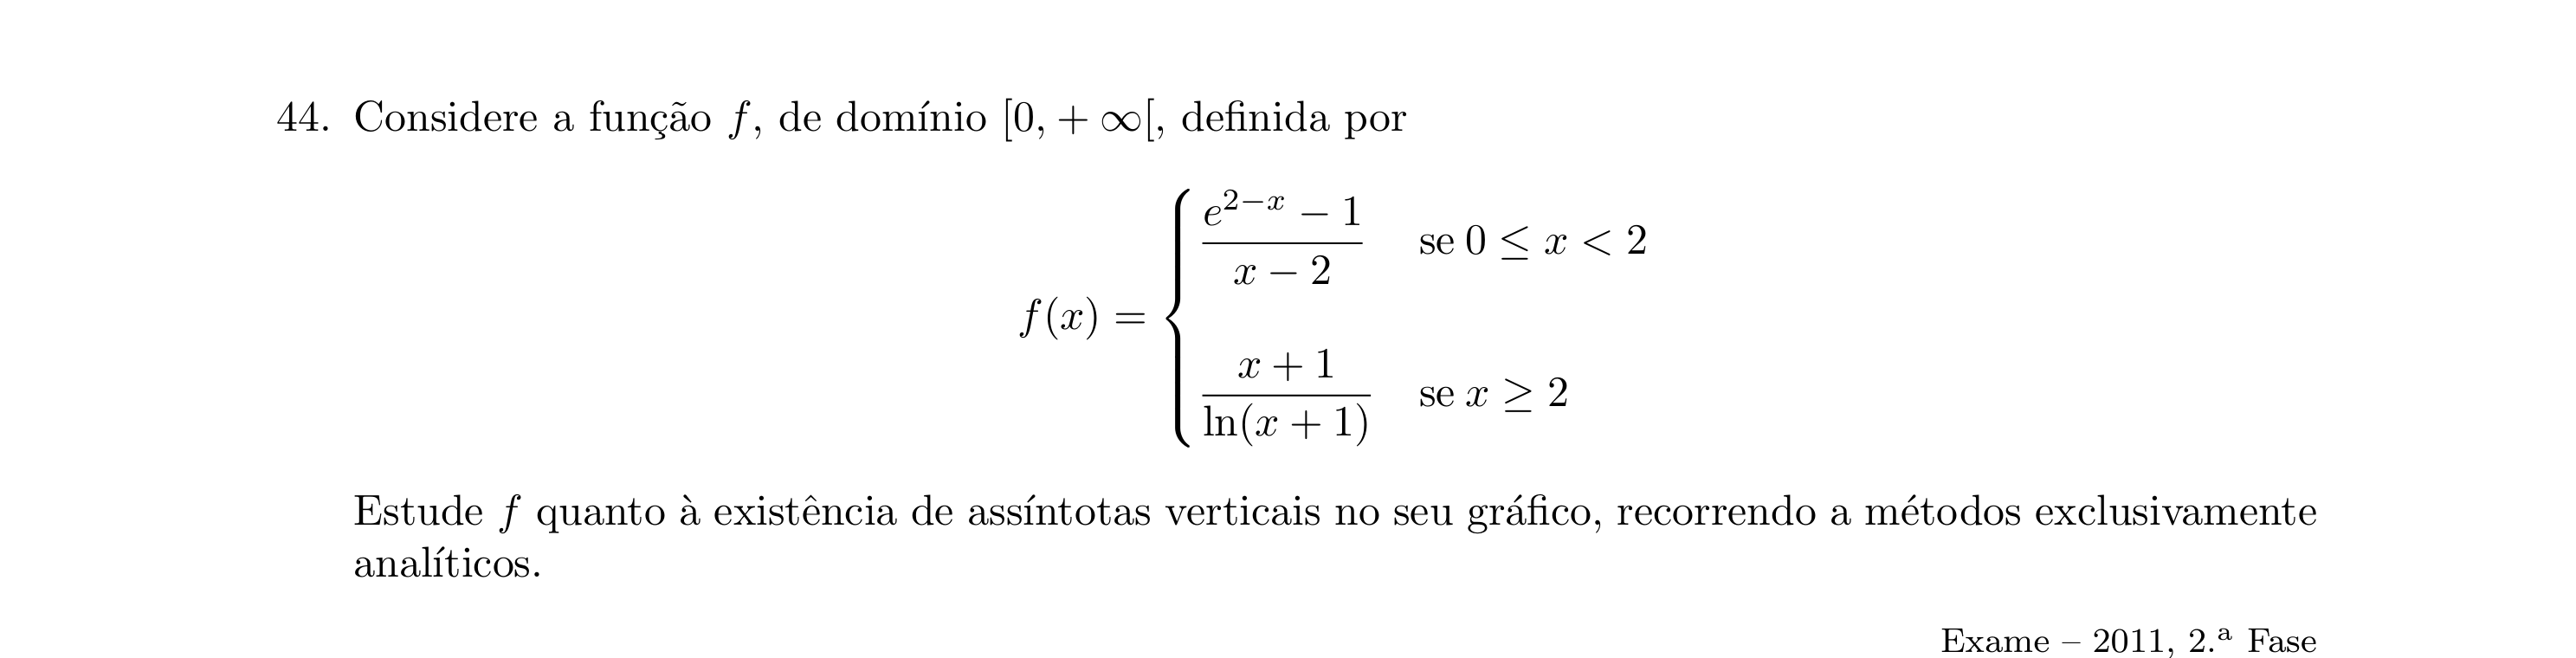 44. Considere a função f, de domínio [0, + ∞[, definida por
f(x) = { (e^{2−x} − 1)/(x − 2) se 0 ≤ x < 2
(x + 1)/(ln(x + 1)) se x ≥ 2
Estude f quanto à existência de assíntotas verticais no seu gráfico, recorrendo a métodos exclusivamente
analíticos.
Exame – 2011, 2.ª Fase